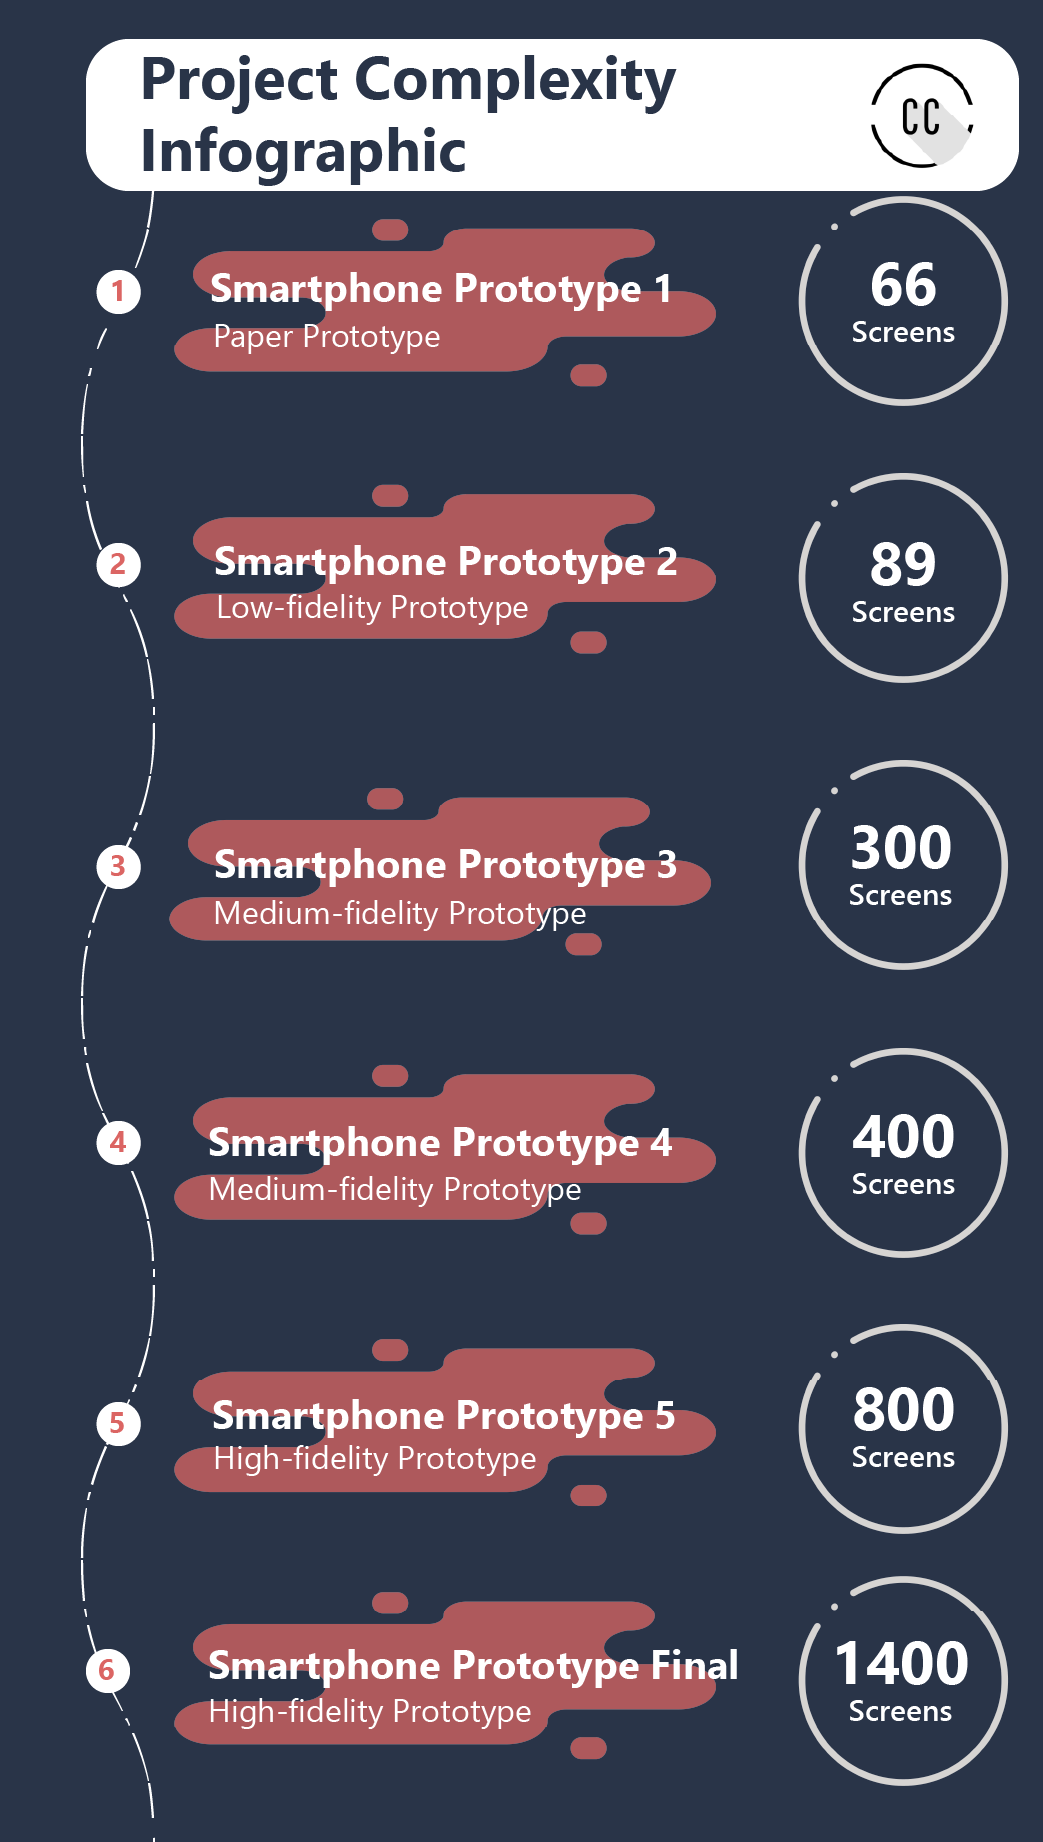 Project Complexity
Infographic
CC
1
Smartphone Prototype 1
Paper Prototype
66
Screens
2
Smartphone Prototype 2
Low-fidelity Prototype
89
Screens
3
Smartphone Prototype 3
Medium-fidelity Prototype
300
Screens
4
Smartphone Prototype 4
Medium-fidelity Prototype
400
Screens
5
Smartphone Prototype 5
High-fidelity Prototype
800
Screens
6
Smartphone Prototype Final
High-fidelity Prototype
1400
Screens